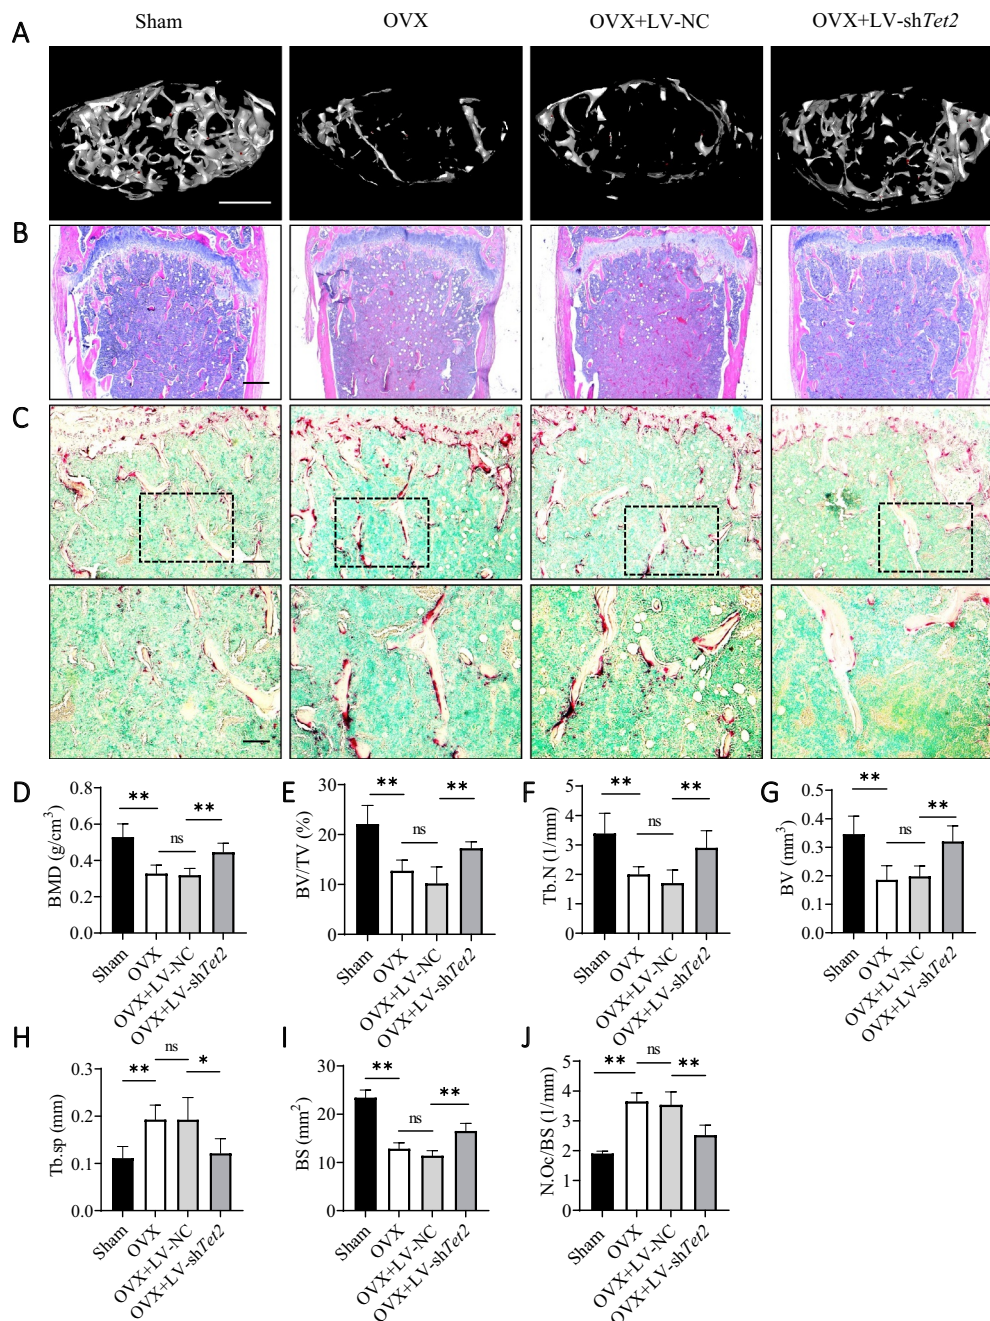 A
Sham
OVX
OVX+LV-NC
OVX+LV-shTet2
B
C
D
BMD (g/cm3)
0.8
0.6
0.4
0.2
0.0
**
ns
**
Sham
OVX
OVX+LV-NC
OVX+LV-shTet2
E
BV/TV (%)
30
20
10
0
**
ns
**
Sham
OVX
OVX+LV-NC
OVX+LV-shTet2
F
Tb.N (1/mm)
5
4
3
2
1
0
**
ns
**
Sham
OVX
OVX+LV-NC
OVX+LV-shTet2
G
BV (mm3)
0.5
0.4
0.3
0.2
0.1
0.0
**
ns
**
Sham
OVX
OVX+LV-NC
OVX+LV-shTet2
H
Tb.sp (mm)
0.3
0.2
0.1
0.0
**
ns
*
Sham
OVX
OVX+LV-NC
OVX+LV-shTet2
I
BS (mm2)
30
20
10
0
**
ns
**
Sham
OVX
OVX+LV-NC
OVX+LV-shTet2
J
N.Oc/BS (1/mm)
5
4
3
2
1
0
**
ns
**
Sham
OVX
OVX+LV-NC
OVX+LV-shTet2